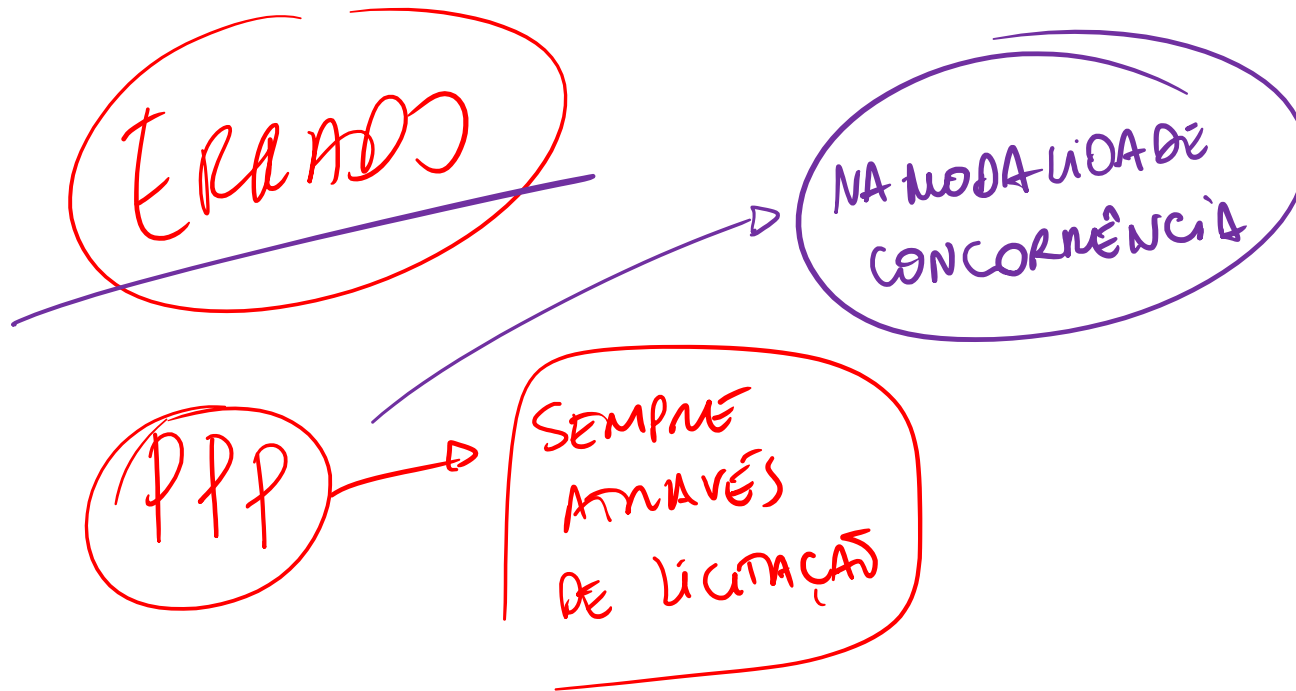 ERRADO
NA MODALIDADE
CONCORRÊNCIA
PPP
SEMPRE
ATRAVÉS
DE LICITAÇÃO